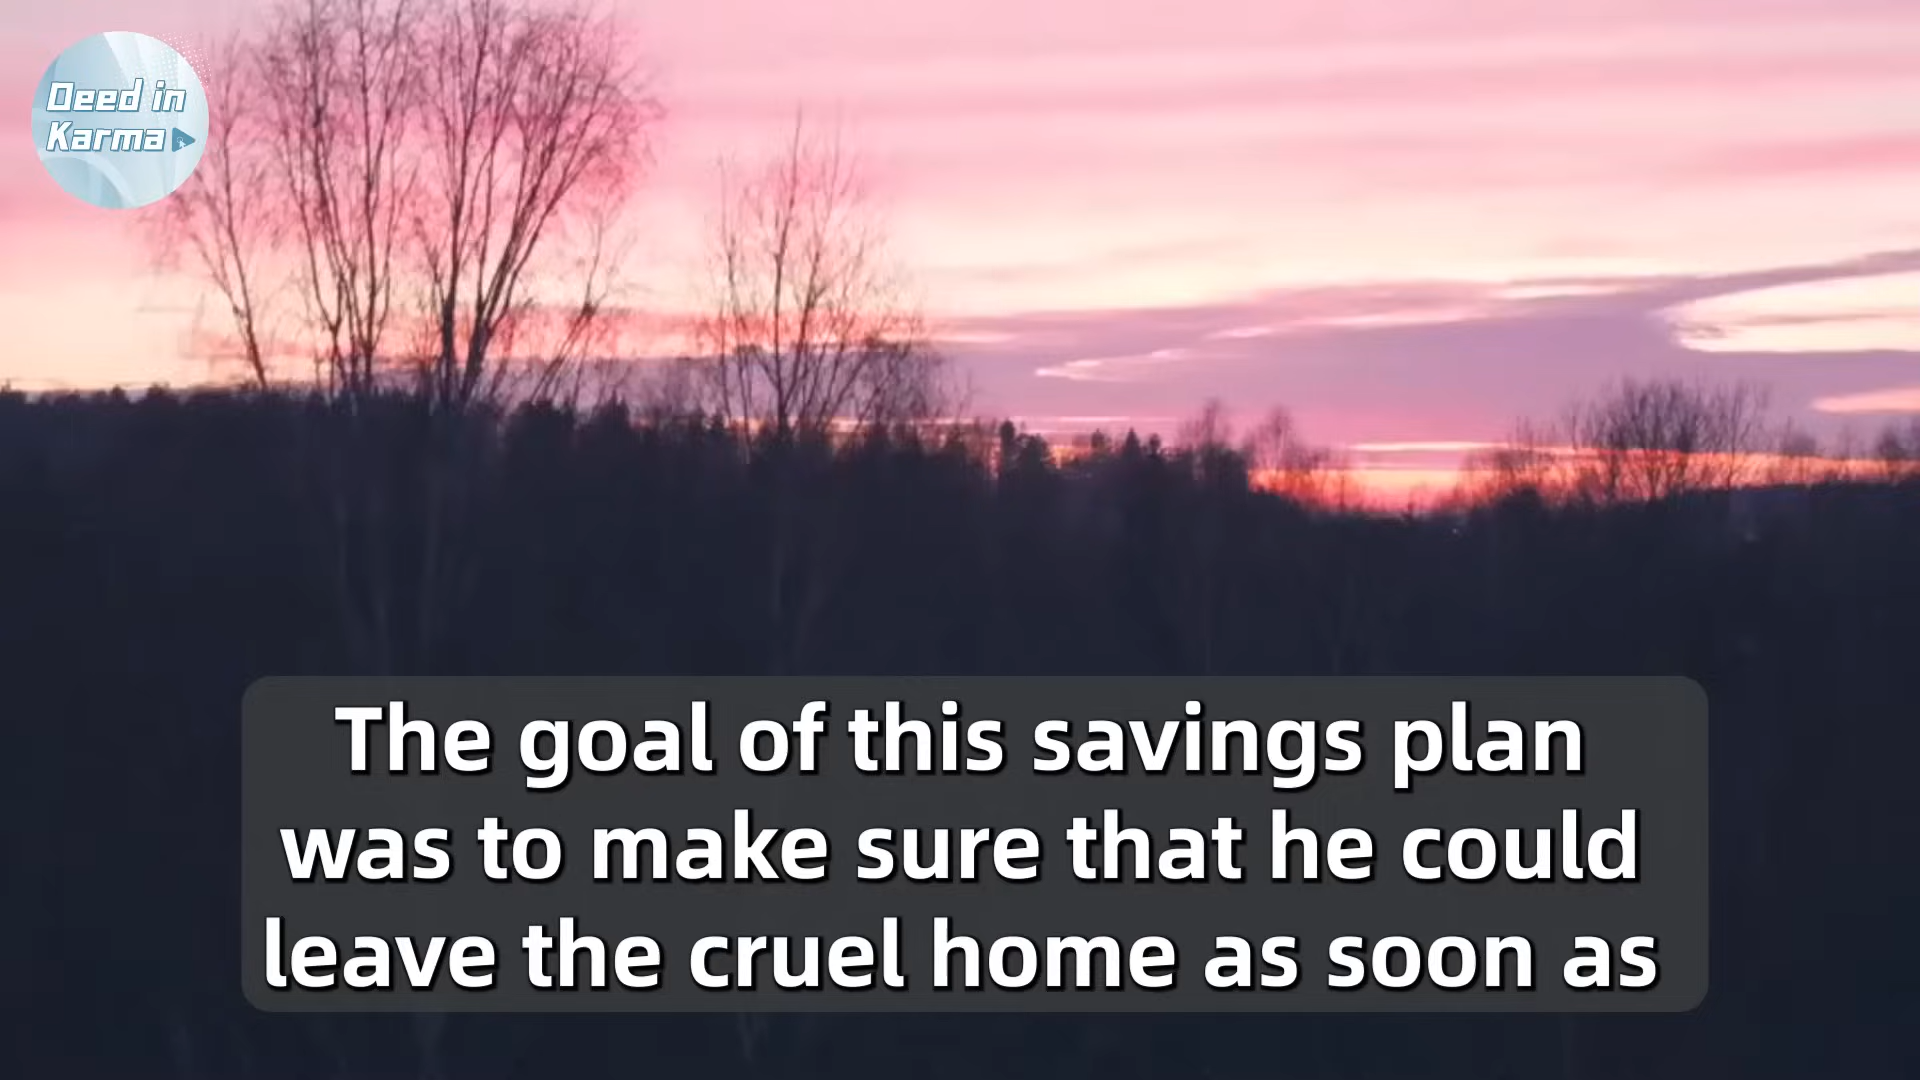 Deed in
Karma
The goal of this savings plan
was to make sure that he could
leave the cruel home as soon as